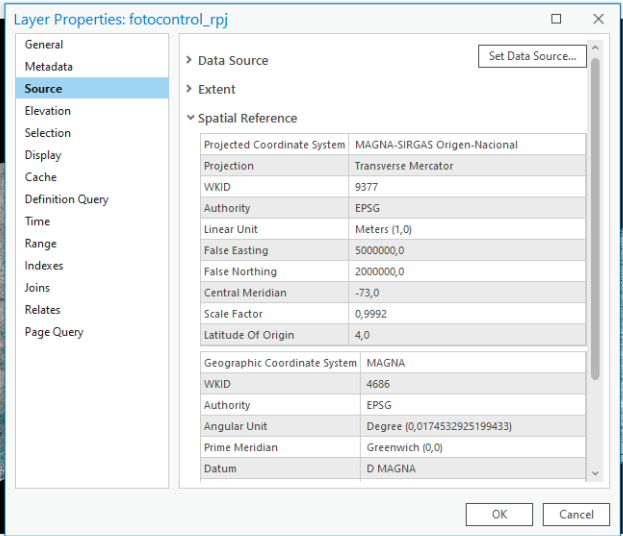 Layer Properties: fotocontrol_rpj
General
Metadata
Source
Elevation
Selection
Display
Cache
Definition Query
Time
Range
Indexes
Joins
Relates
Page Query
Data Source
Set Data Source...
Extent
Spatial Reference
Projected Coordinate System MAGNA-SIRGAS Origen-Nacional
Projection Transverse Mercator
WKID 9377
Authority EPSG
Linear Unit Meters (1,0)
False Easting 5000000,0
False Northing 2000000,0
Central Meridian -73,0
Scale Factor 0,9992
Latitude Of Origin 4,0
Geographic Coordinate System MAGNA
WKID 4686
Authority EPSG
Angular Unit Degree (0,0174532925199433)
Prime Meridian Greenwich (0,0)
Datum D MAGNA
OK
Cancel